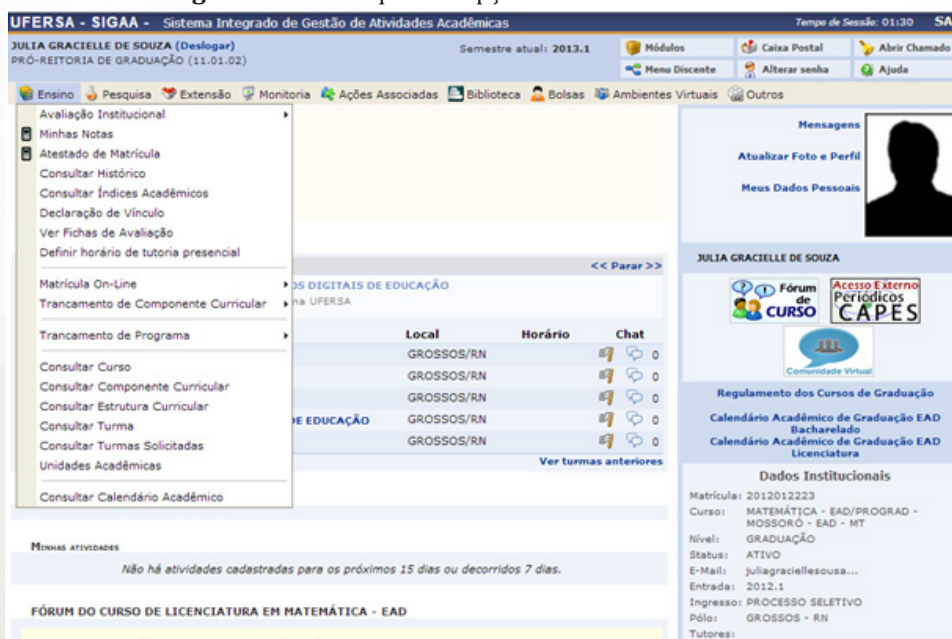 UFERSA - SIGAA - Sistema Integrado de Gestão de Atividades Acadêmicas
Tempo de Sessão: 01:30 SA
JULIA GRACIELLE DE SOUZA (Deslogar)
Semestre atual: 2013.1
PRÓ-REITORIA DE GRADUAÇÃO (11.01.02)
Módulos Caixa Postal Abrir Chamado
Menu Discente Alterar senha Ajuda
Ensino Pesquisa Extensão Monitoria Ações Associadas Biblioteca Bolsas Ambientes Virtuais Outros
Avaliação Institucional
Minhas Notas
Atestado de Matrícula
Consultar Histórico
Consultar Índices Acadêmicos
Declaração de Vínculo
Ver Fichas de Avaliação
Definir horário de tutoria presencial
Matrícula On-Line
Trancamento de Componente Curricular
Trancamento de Programa
Consultar Curso
Consultar Componente Curricular
Consultar Estrutura Curricular
Consultar Turma
Consultar Turmas Solicitadas
Unidades Acadêmicas
Consultar Calendário Acadêmico
<< Parar >>
OS DIGITAIS DE EDUCAÇÃO
na UFERSA
Local Horário Chat
GROSSOS/RN 0
GROSSOS/RN 0
GROSSOS/RN 0
DE EDUCAÇÃO GROSSOS/RN 0
GROSSOS/RN 0
Ver turmas anteriores
MINHAS ATIVIDADES
Não há atividades cadastradas para os próximos 15 dias ou decorridos 7 dias.
FÓRUM DO CURSO DE LICENCIATURA EM MATEMÁTICA - EAD
Mensagens
Atualizar Foto e Perfil
Meus Dados Pessoais
JULIA GRACIELLE DE SOUZA
Fórum
de
CURSO
Acesso Externo
Periódicos
CAPES
Comunidade Virtual
Regulamento dos Cursos de Graduação
Calendário Acadêmico de Graduação EAD
Bacharelado
Calendário Acadêmico de Graduação EAD
Licenciatura
Dados Institucionais
Matrícula: 2012012223
Curso: MATEMÁTICA - EAD/PROGRAD -
MOSSORÓ - EAD - MT
Nível: GRADUAÇÃO
Status: ATIVO
E-Mail: juliagraciellesousa...
Entrada: 2012.1
Ingresso: PROCESSO SELETIVO
Pólo: GROSSOS - RN
Tutores: